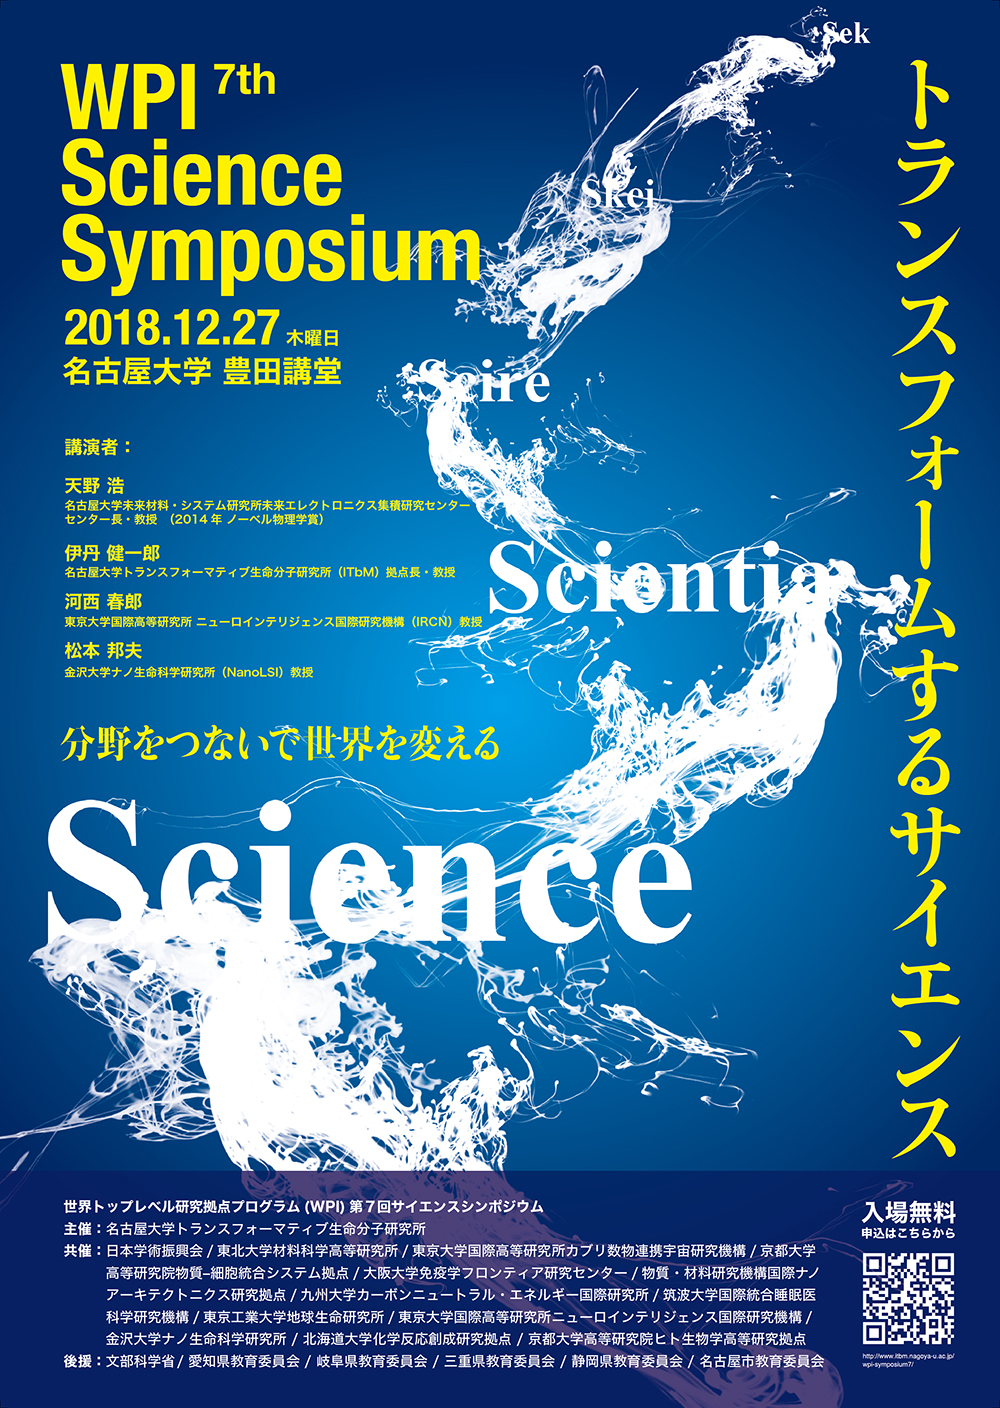 WPI 7th
Science
Symposium
2018.12.27 木曜日
名古屋大学 豊田講堂
講演者：
天野 浩
名古屋大学未来材料・システム研究所未来エレクトロニクス集積研究センター
センター長・教授 （2014年 ノーベル物理学賞）
伊丹 健一郎
名古屋大学トランスフォーマティブ生命分子研究所（ITbM）拠点長・教授
河西 春郎
東京大学国際高等研究所 ニューロインテリジェンス国際研究機構（IRCN）教授
松本 邦夫
金沢大学ナノ生命科学研究所（NanoLSI）教授
分野をつないで世界を変える
トランスフォームするサイエンス
Sek
Skei
Scire
Scientia
Science
世界トップレベル研究拠点プログラム (WPI) 第７回サイエンスシンポジウム
主催：名古屋大学トランスフォーマティブ生命分子研究所
共催：日本学術振興会 / 東北大学材料科学高等研究所 / 東京大学国際高等研究所カブリ数物連携宇宙研究機構 / 京都大学
高等研究院物質–細胞統合システム拠点 / 大阪大学免疫学フロンティア研究センター / 物質・材料研究機構国際ナノ
アーキテクトニクス研究拠点 / 九州大学カーボンニュートラル・エネルギー国際研究所 / 筑波大学国際統合睡眠医
科学研究機構 / 東京工業大学地球生命研究所 / 東京大学国際高等研究所ニューロインテリジェンス国際研究機構 /
金沢大学ナノ生命科学研究所 / 北海道大学化学反応創成研究拠点 / 京都大学高等研究院ヒト生物学高等研究拠点
後援：文部科学省 / 愛知県教育委員会 / 岐阜県教育委員会 / 三重県教育委員会 / 静岡県教育委員会 / 名古屋市教育委員会
入場無料
申込はこちらから
http://www.itbm.nagoya-u.ac.jp/
wpi-symposium7/